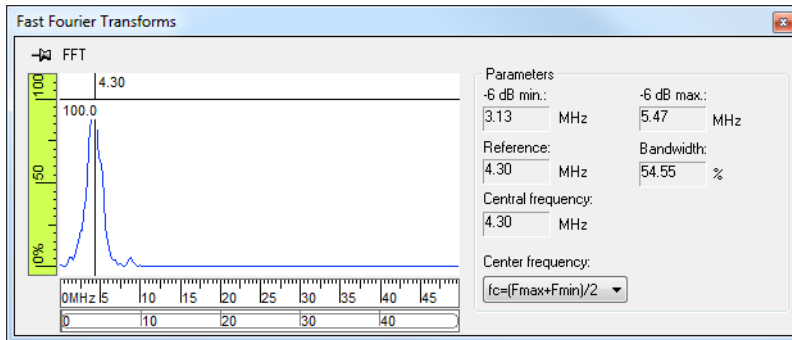 Fast Fourier Transforms
FFT
100
50
0%
4.30
100.0
0MHz 5 10 15 20 25 30 35 40 45
0 10 20 30 40
Parameters
-6 dB min.: -6 dB max.:
3.13 MHz 5.47 MHz
Reference: Bandwidth:
4.30 MHz 54.55 %
Central frequency:
4.30 MHz
Center frequency:
fc=(Fmax+Fmin)/2